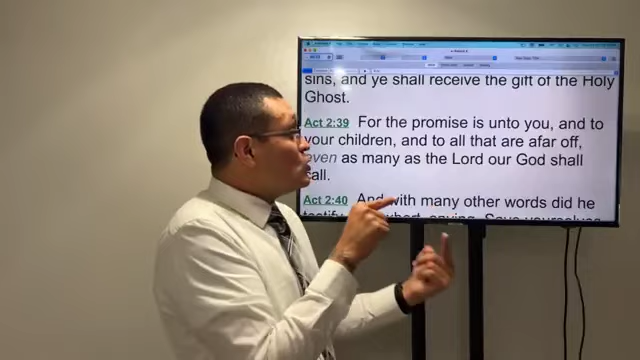 sins, and ye shall receive the gift of the Holy
Ghost.
Act 2:39 For the promise is unto you, and to
your children, and to all that are afar off,
even as many as the Lord our God shall
call.
Act 2:40 And with many other words did he